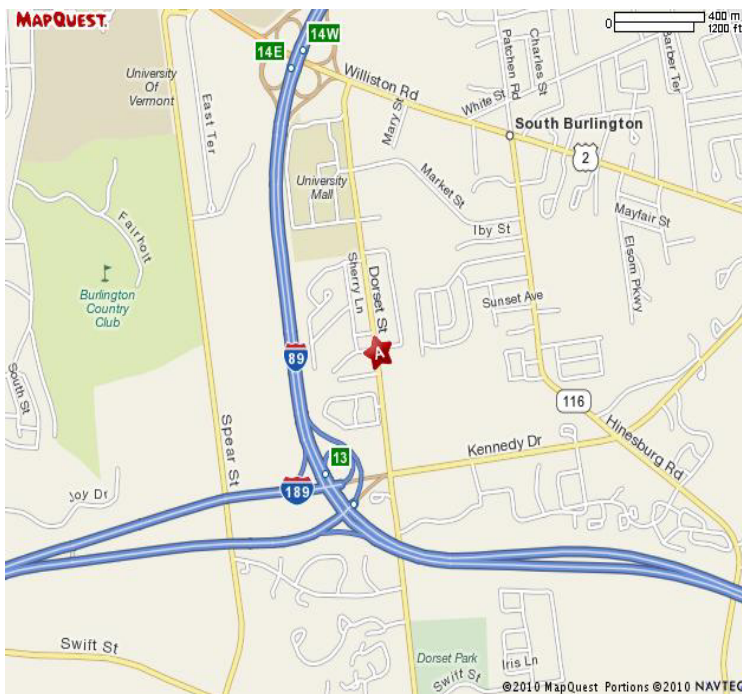 MAPQUEST
0
400 m
1200 ft
14W
14E
University
Of
Vermont
East Ter
Williston Rd
Mary St
White St
Patchen Rd
Charles St
Barber Ter
South Burlington
2
University
Mall
Market St
Iby St
Mayfair St
Elsom Pkwy
Fairholt
Burlington
Country
Club
Sherry Ln
Dorset St
Sunset Ave
A
89
South St
116
Spear St
Hinesburg Rd
Kennedy Dr
13
189
Joy Dr
Swift St
Dorset Park
Swift St
Iris Ln
©2010 MapQuest Portions ©2010 NAVTEQ